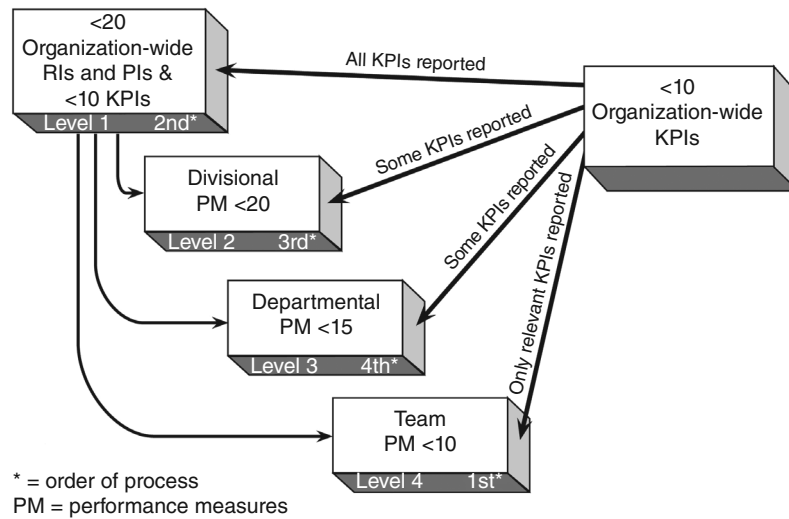 <20
Organization-wide
RIs and PIs &
<10 KPIs
Level 1 2nd*
All KPIs reported
<10
Organization-wide
KPIs
Some KPIs reported
Divisional
PM <20
Level 2 3rd*
Some KPIs reported
Departmental
PM <15
Level 3 4th*
Only relevant KPIs reported
Team
PM <10
Level 4 1st*
* = order of process
PM = performance measures